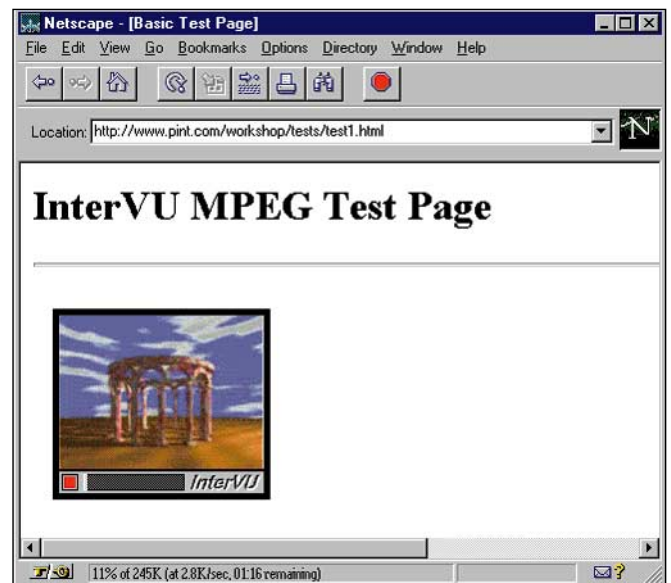 Netscape - [Basic Test Page]
File Edit View Go Bookmarks Options Directory Window Help
Location: http://www.pint.com/workshop/tests/test1.html
N
InterVU MPEG Test Page
InterVU
11% of 245K (at 2.8K/sec, 01:16 remaining)
?